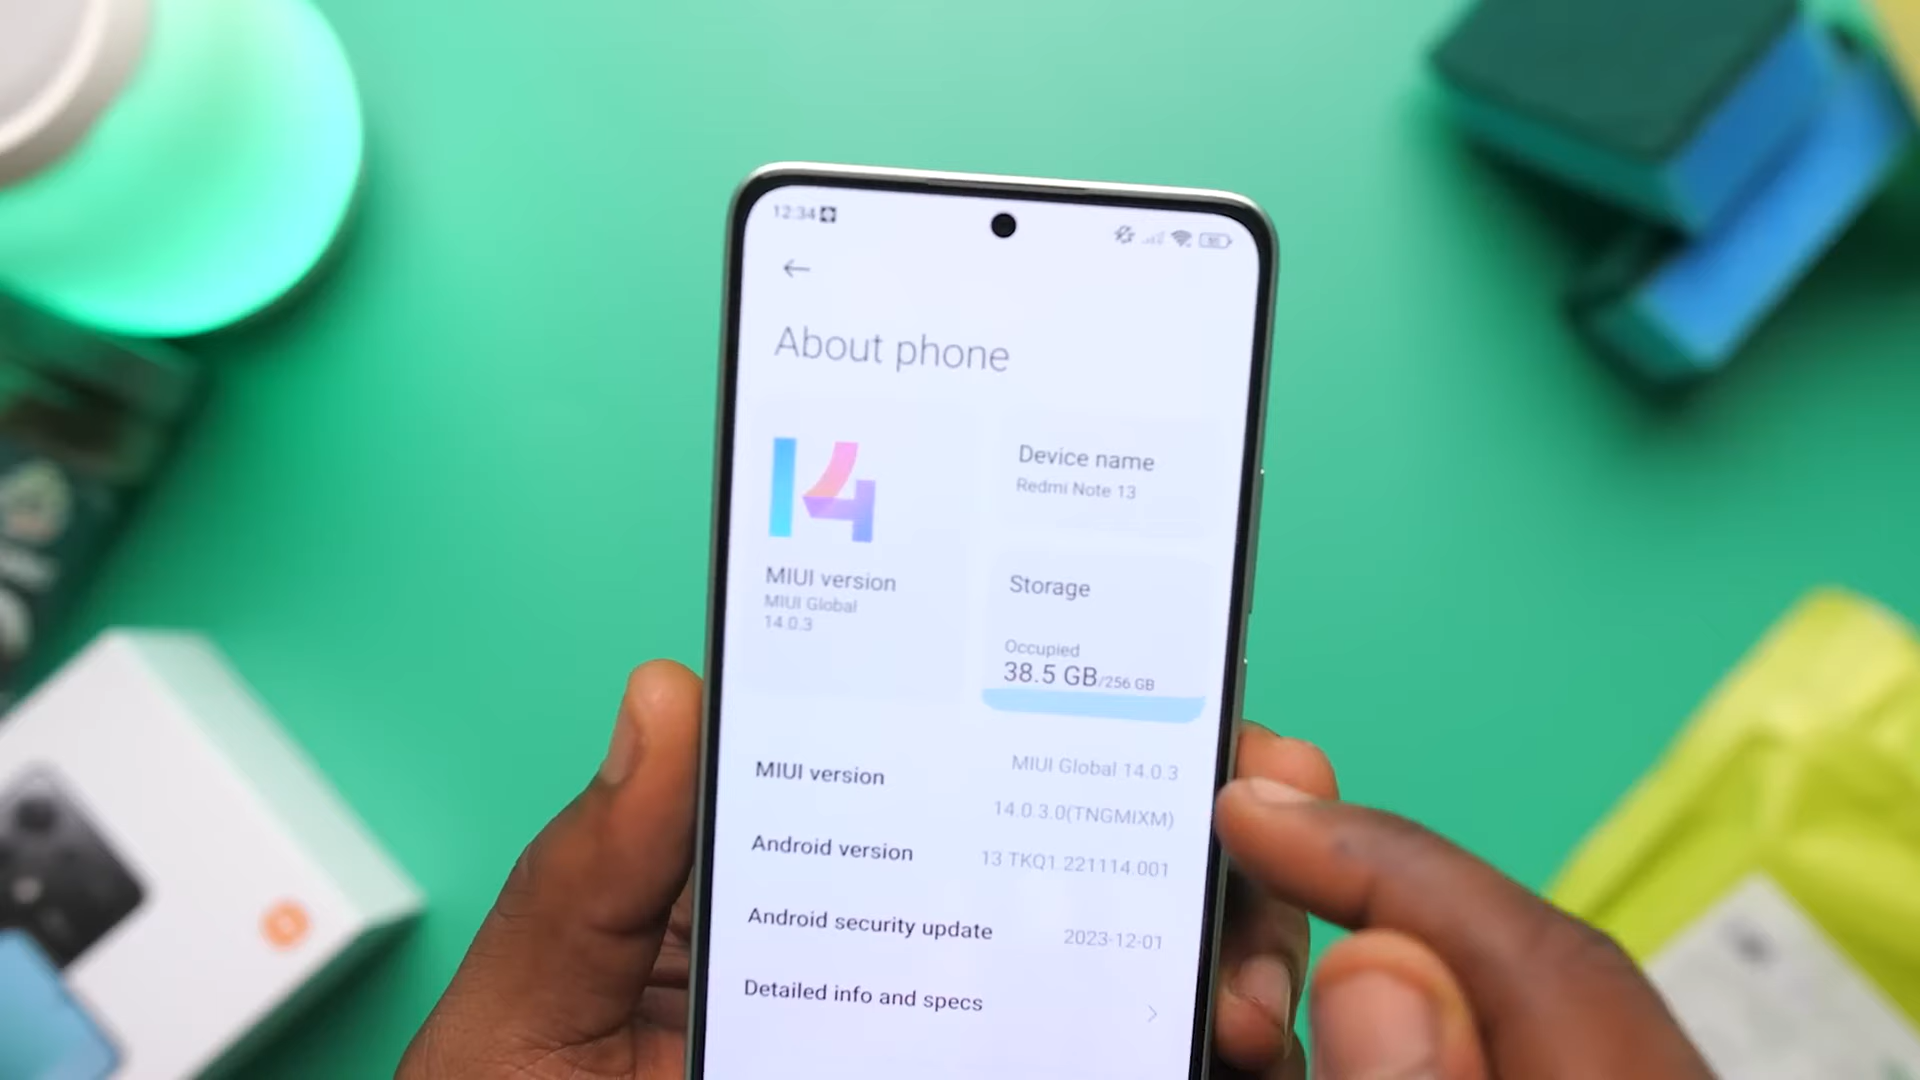 12:34
About phone
14
Device name
Redmi Note 13
MIUI version
MIUI Global
14.0.3
Storage
Occupied
38.5 GB/256 GB
MIUI version
MIUI Global 14.0.3
14.0.3.0(TNGMIXM)
Android version
13 TKQ1.221114.001
Android security update
2023-12-01
Detailed info and specs